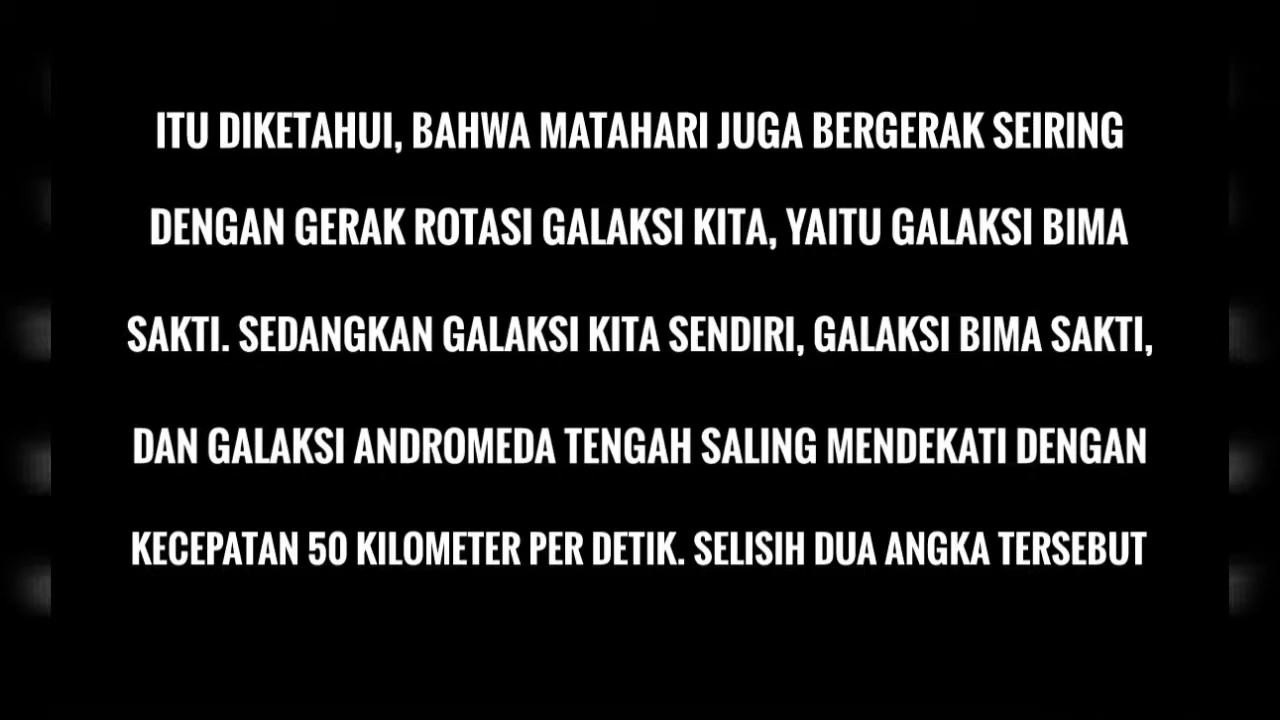 ITU DIKETAHUI, BAHWA MATAHARI JUGA BERGERAK SEIRING
DENGAN GERAK ROTASI GALAKSI KITA, YAITU GALAKSI BIMA
SAKTI. SEDANGKAN GALAKSI KITA SENDIRI, GALAKSI BIMA SAKTI,
DAN GALAKSI ANDROMEDA TENGAH SALING MENDEKATI DENGAN
KECEPATAN 50 KILOMETER PER DETIK. SELISIH DUA ANGKA TERSEBUT